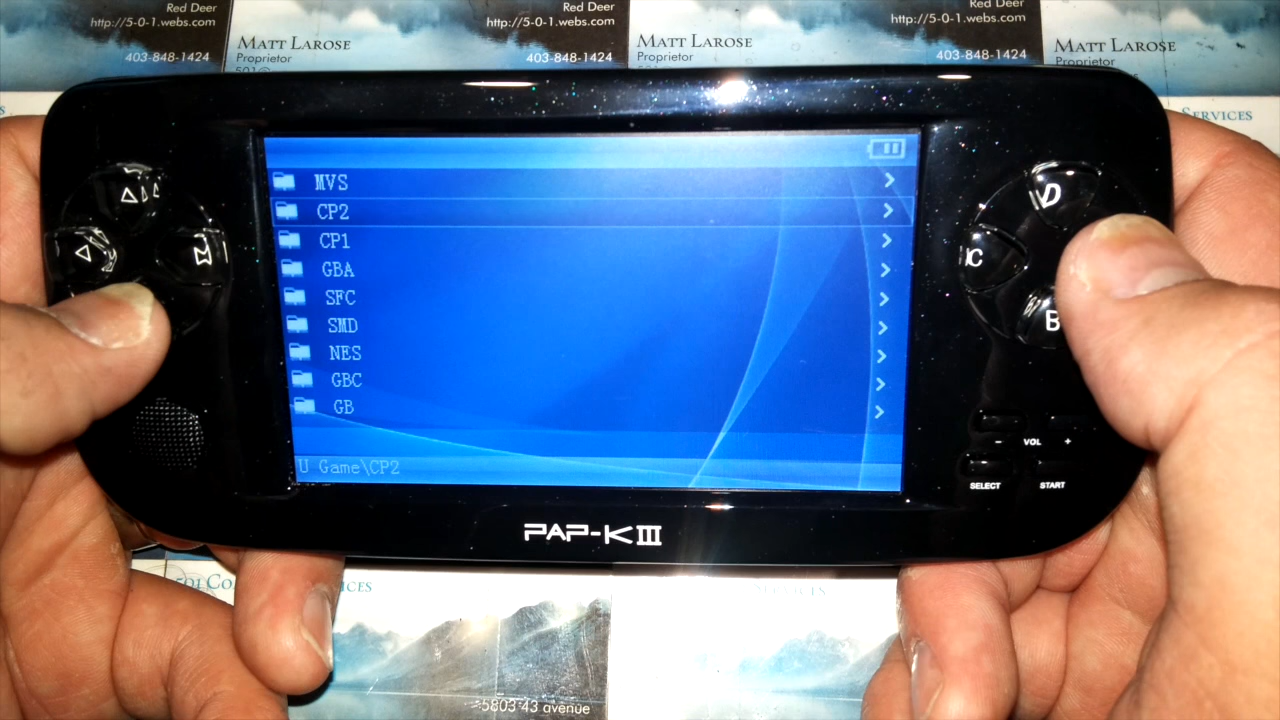 Red Deer
http://5-0-1.webs.com
403-848-1424
Red Deer
http://5-0-1.webs.com
403-848-1424
Red Deer
http://5-0-1.webs.com
403-848-1424
MATT LAROSE
Proprietor
MATT LAROSE
Proprietor
MATT LAROSE
Proprietor
SERVICES
MVS
CP2
CP1
GBA
SFC
SMD
NES
GBC
GB
U Game\CP2
D
C
B
- VOL +
SELECT START
PAP-KIII
SERVICES
5803 43 avenue